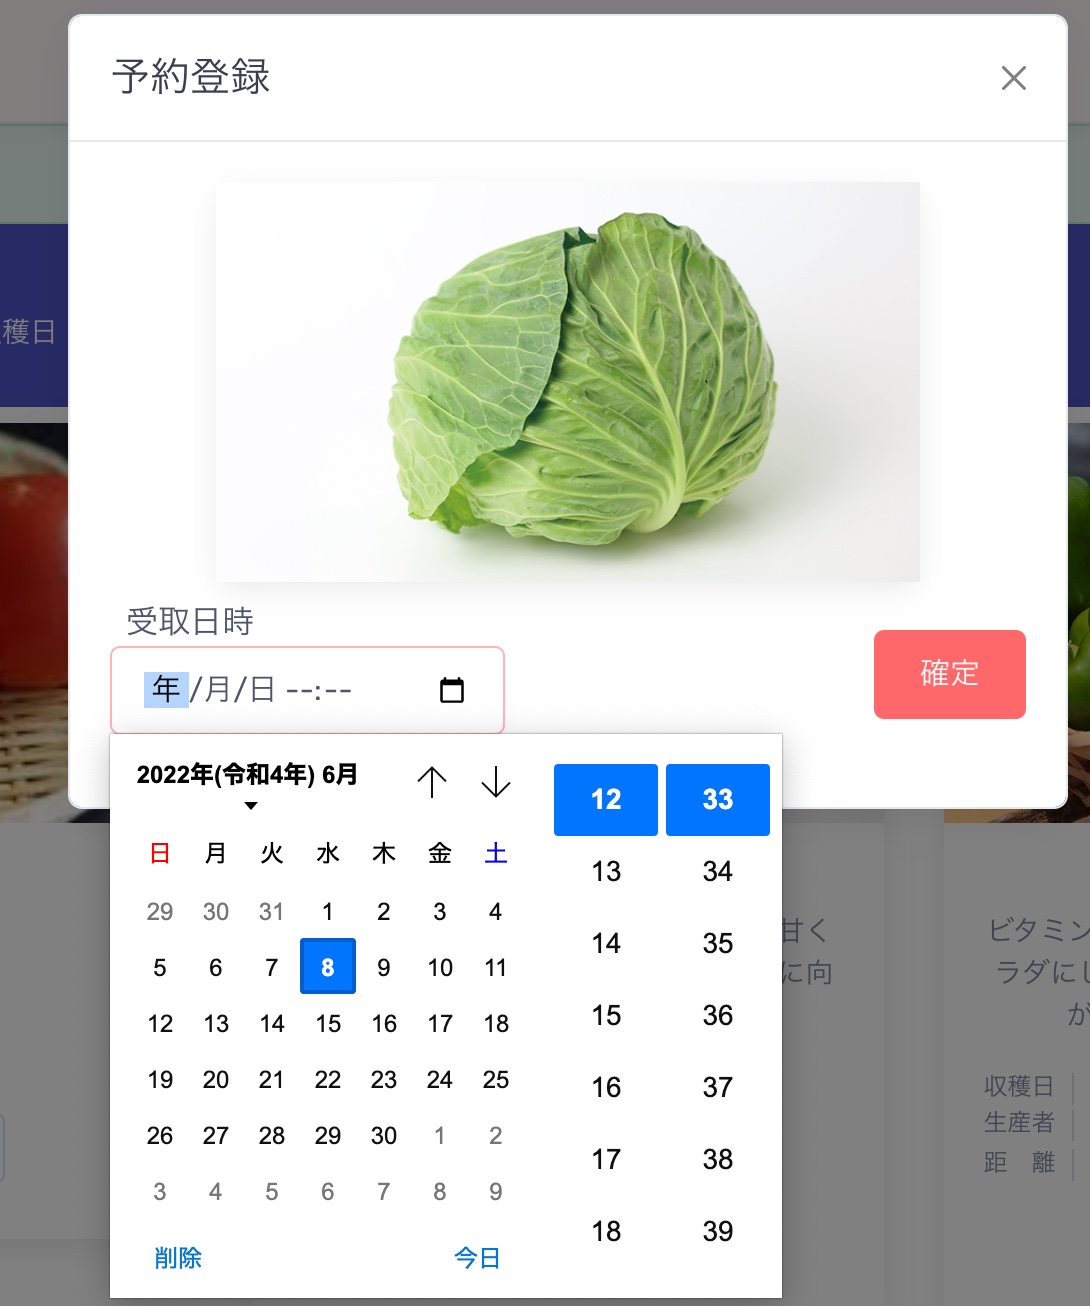 予約登録
穫日
受取日時
年/月/日 --:--
確定
2022年(令和4年) 6月
12 33
日 月 火 水 木 金 土
13 34
29 30 31 1 2 3 4
14 35
5 6 7 8 9 10 11
15 36
12 13 14 15 16 17 18
16 37
19 20 21 22 23 24 25
17 38
26 27 28 29 30 1 2
18 39
3 4 5 6 7 8 9
削除 今日
甘く
に向
ビタミン
ラダにし
が
収穫日
生産者
距 離